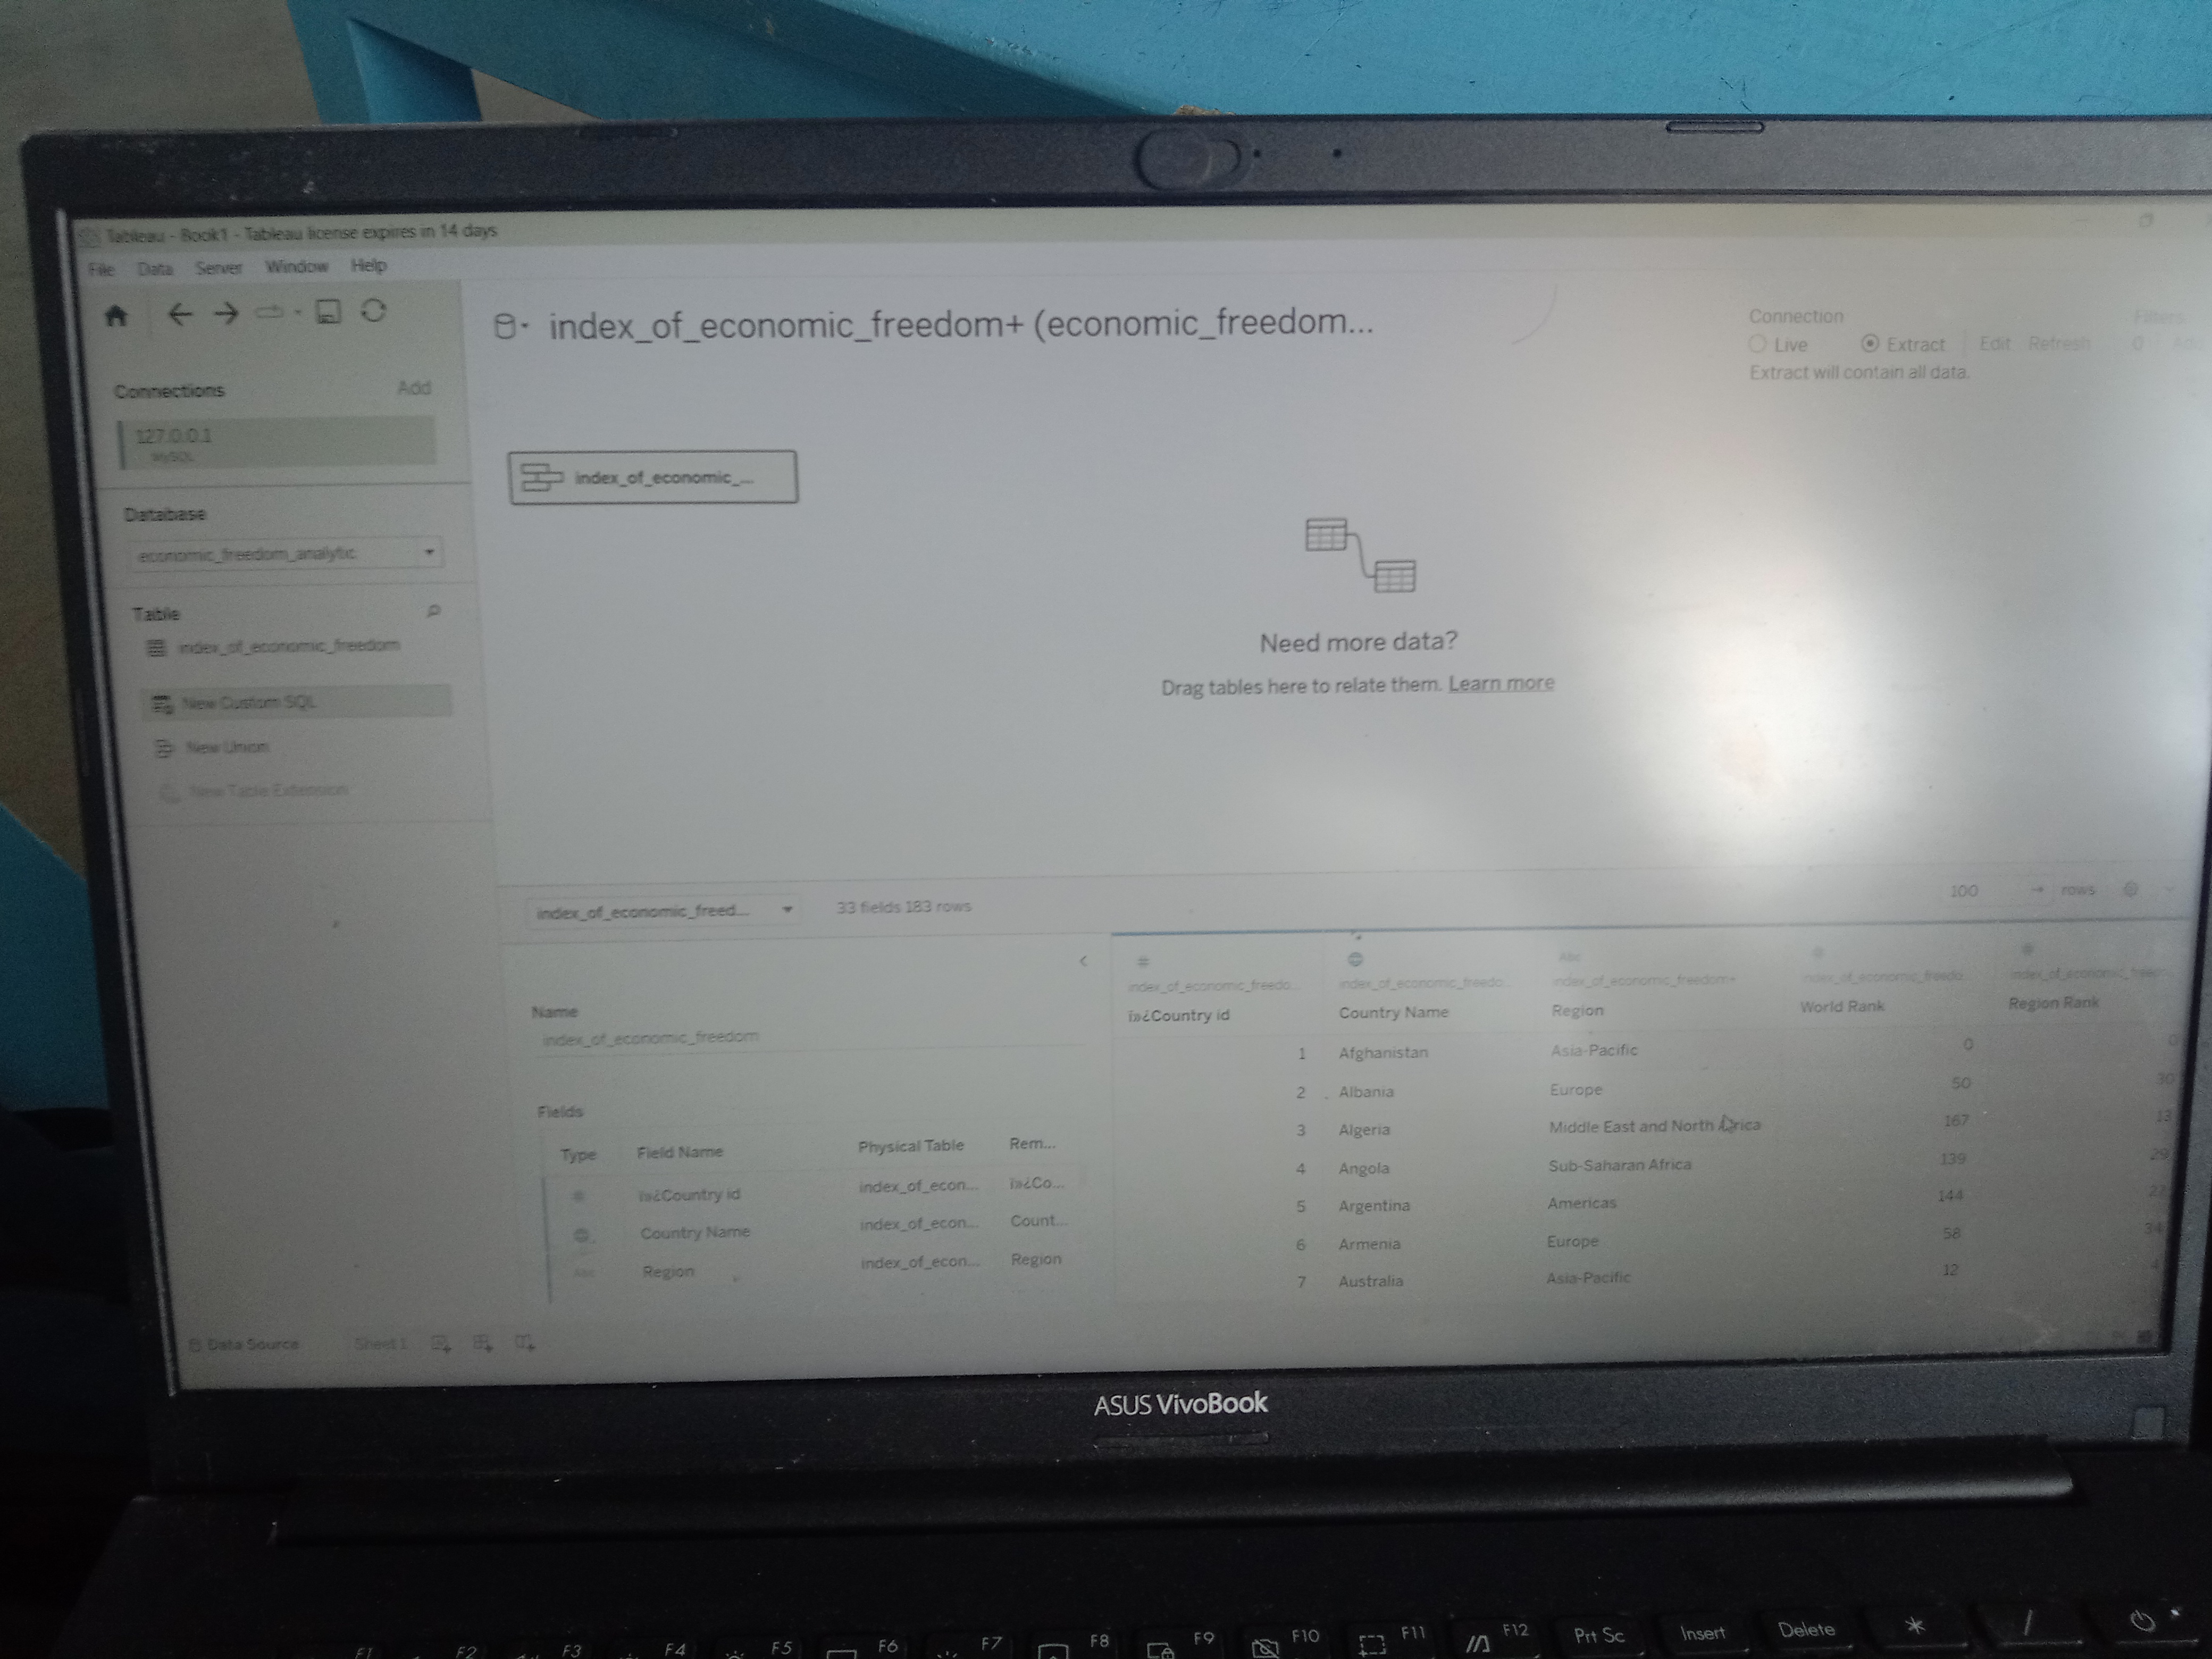 Tableau - Book1 - Tableau license expires in 14 days
File Data Server Window Help
Connections Add
127.0.0.1
MySQL
Database
economic_freedom_analytic
Table
index_of_economic_freedom
New Custom SQL
New Union
New Table Extension
index_of_economic_freedom+ (economic_freedom...
Connection
Live Extract Edit Refresh
Extract will contain all data.
Filters
0 Add
index_of_economic_...
Need more data?
Drag tables here to relate them. Learn more
index_of_economic_freed... 33 fields 183 rows
100 → rows
Name
index_of_economic_freedom
Fields
Type Field Name Physical Table Rem...
# ï»¿Country id index_of_econ... ï»¿Co...
Country Name index_of_econ... Count...
Abc Region index_of_econ... Region
# Abc # #
index_of_economic_freedo... index_of_economic_freedo... index_of_economic_freedom+ index_of_economic_freedo... index_of_economic_freed...
ï»¿Country id Country Name Region World Rank Region Rank
1 Afghanistan Asia-Pacific 0 0
2 Albania Europe 50 30
3 Algeria Middle East and North Africa 167 13
4 Angola Sub-Saharan Africa 139 29
5 Argentina Americas 144 27
6 Armenia Europe 58 34
7 Australia Asia-Pacific 12 4
Data Source Sheet 1
ASUS VivoBook
F1 F2 F3 F4 F5 F6 F7 F8 F9 F10 F11 F12 Prt Sc Insert Delete * /